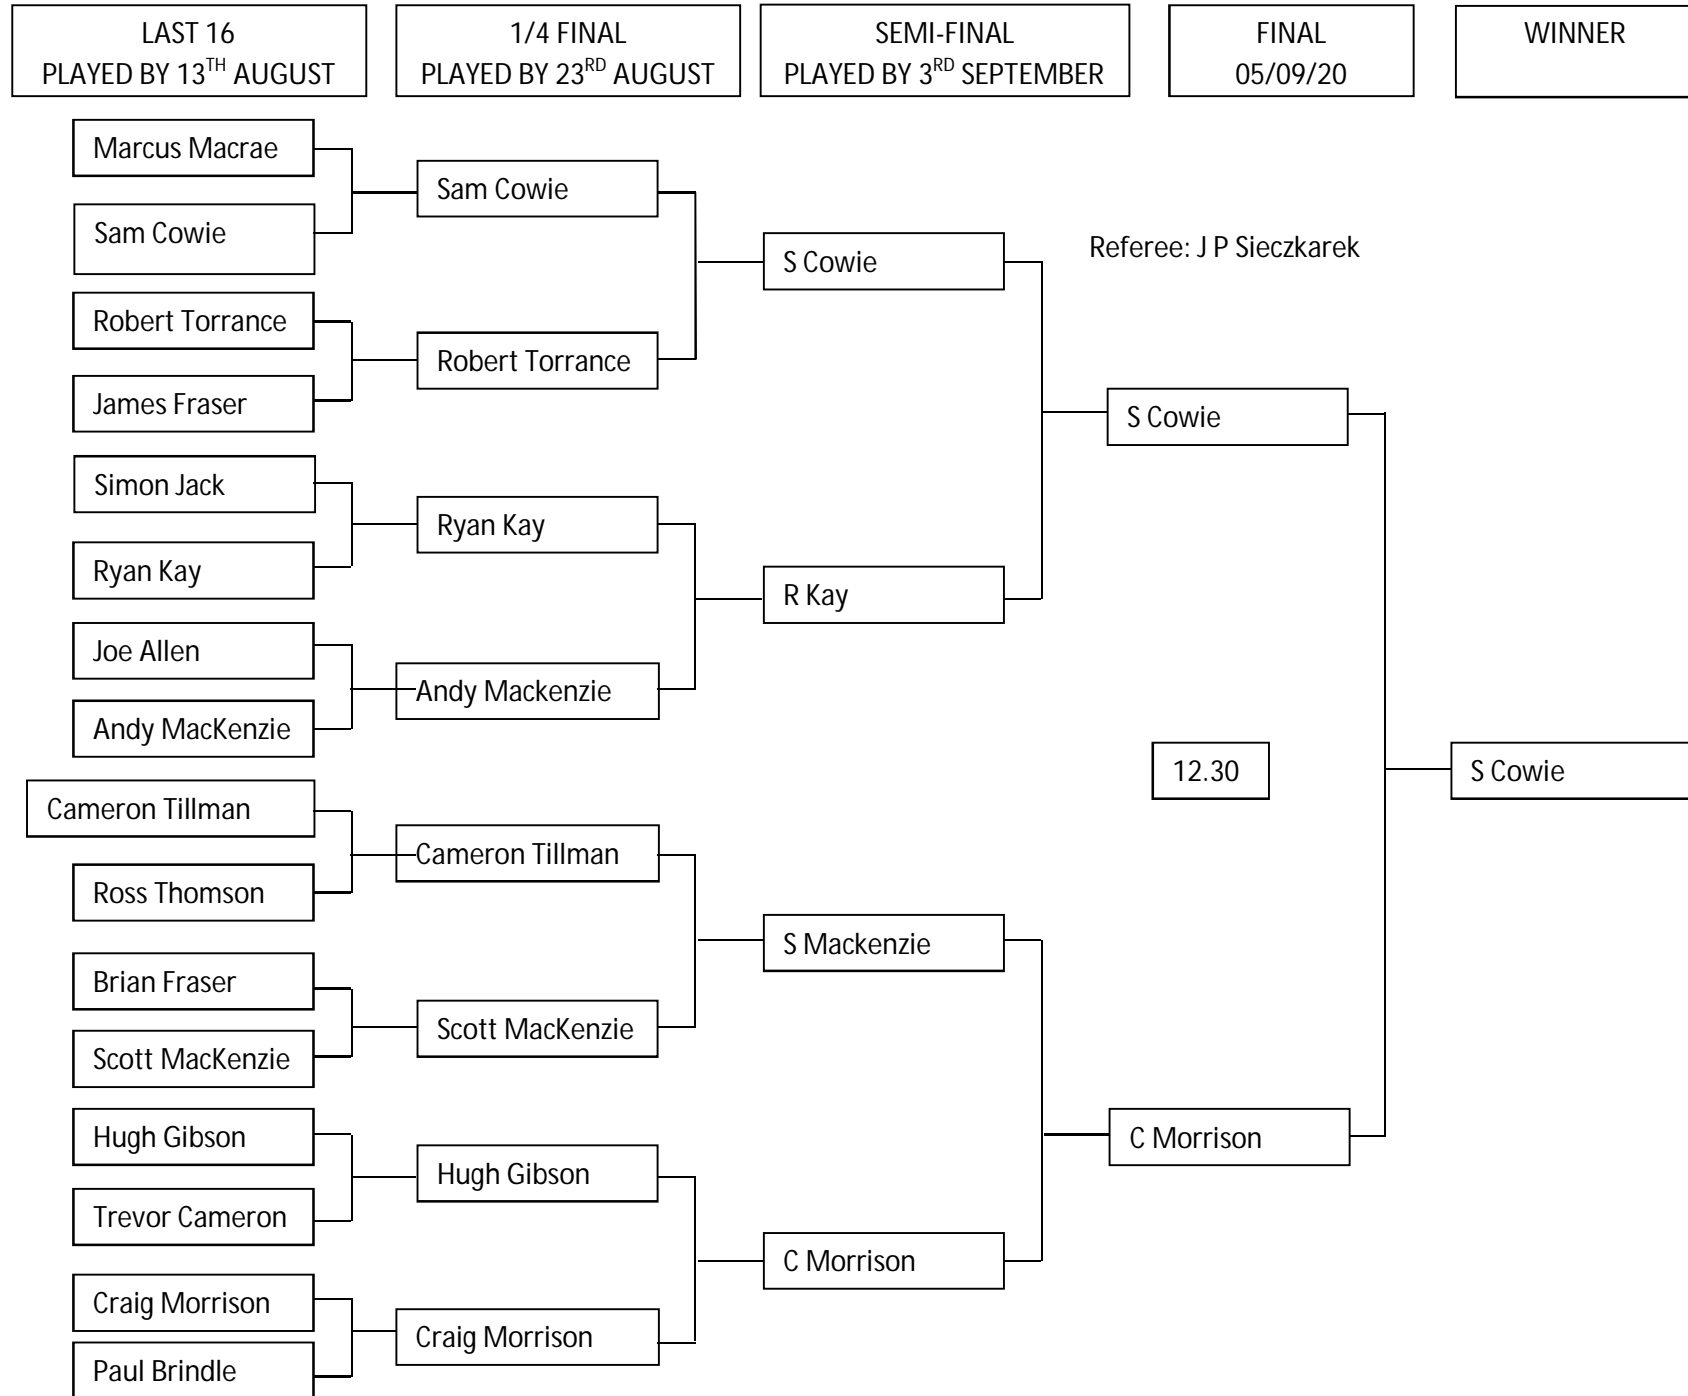 LAST 16
PLAYED BY 13TH AUGUST
1/4 FINAL
PLAYED BY 23RD AUGUST
SEMI-FINAL
PLAYED BY 3RD SEPTEMBER
FINAL
05/09/20
WINNER
Marcus Macrae
Sam Cowie
Robert Torrance
James Fraser
Simon Jack
Ryan Kay
Joe Allen
Andy MacKenzie
Cameron Tillman
Ross Thomson
Brian Fraser
Scott MacKenzie
Hugh Gibson
Trevor Cameron
Craig Morrison
Paul Brindle
Sam Cowie
Robert Torrance
Ryan Kay
Andy Mackenzie
Cameron Tillman
Scott MacKenzie
Hugh Gibson
Craig Morrison
S Cowie
R Kay
S Mackenzie
C Morrison
Referee: J P Sieczkarek
S Cowie
12.30
C Morrison
S Cowie